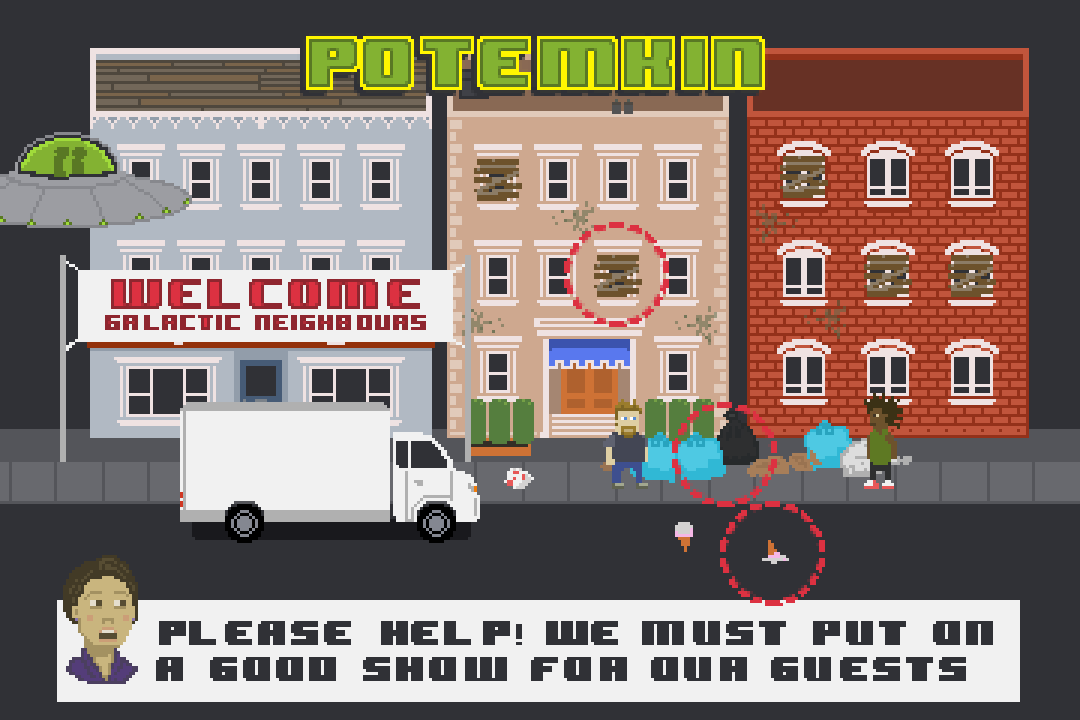 POTEMKIN
WELCOME
GALACTIC NEIGHBOURS
PLEASE HELP! WE MUST PUT ON
A GOOD SHOW FOR OUR GUESTS